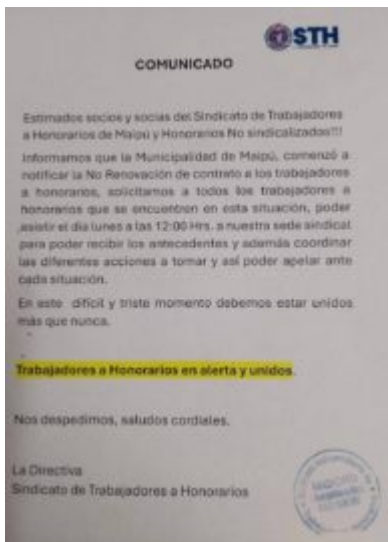 STH
COMUNICADO
Estimados socios y socias del Sindicato de Trabajadores
a Honorarios de Maipú y Honorarios No sindicalizados!!!
Informamos que la Municipalidad de Maipú, comenzó a
notificar la No Renovación de contrato a los trabajadores
a honorarios, solicitamos a todos los trabajadores a
honorarios que se encuentren en esta situación, poder
asistir el día lunes a las 12:00 Hrs. a nuestra sede sindical
para poder recibir los antecedentes y además coordinar
las diferentes acciones a tomar y así poder apelar ante
cada situación.
En este difícil y triste momento debemos estar unidos
más que nunca.
Trabajadores a Honorarios en alerta y unidos.
Nos despedimos, saludos cordiales.
La Directiva
Sindicato de Trabajadores a Honorarios